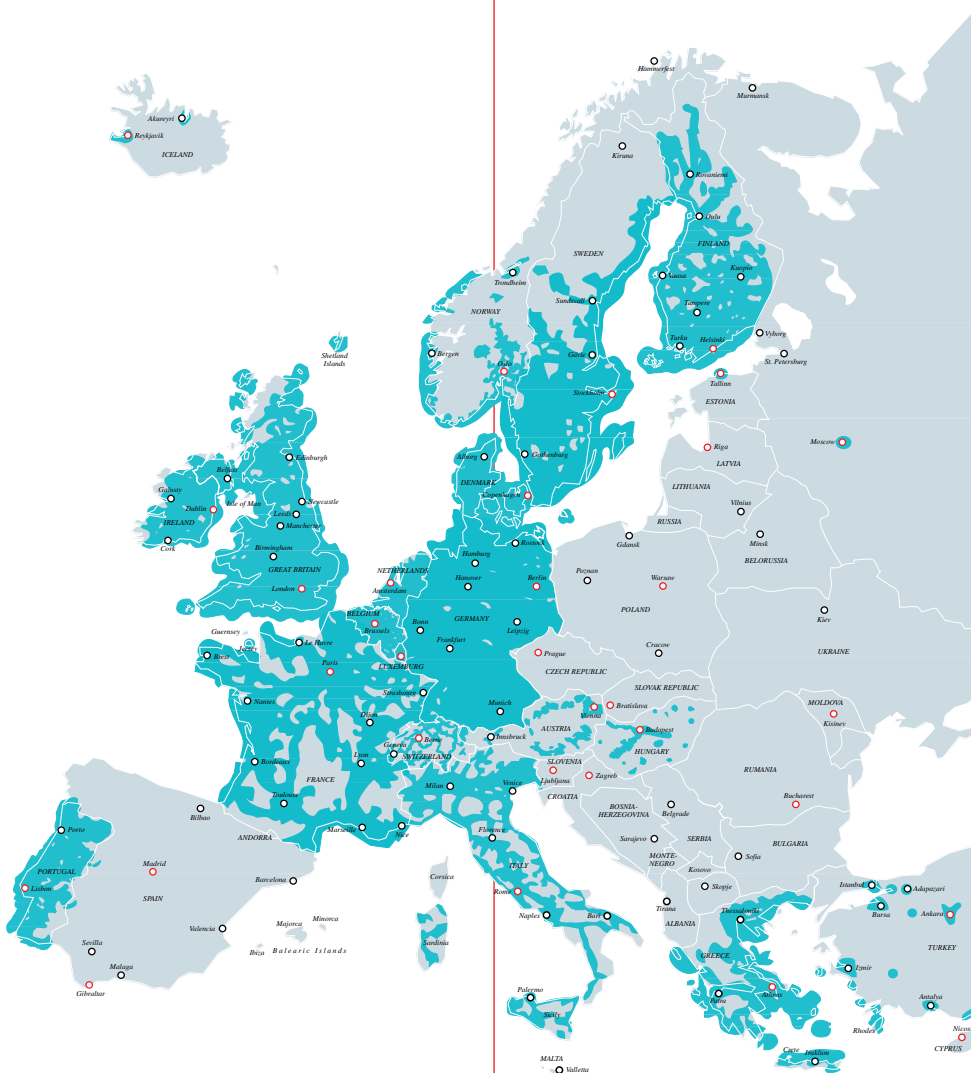 Hammerfest
Murmansk
Akureyri
Reykjavik
ICELAND
Kiruna
Rovaniemi
Oulu
FINLAND
SWEDEN
Kuopio
Vaasa
Trondheim
Sundsvall
Tampere
NORWAY
Vyborg
Turku
Helsinki
St. Petersburg
Shetland
Islands
Bergen
Gärle
Oslo
Tallinn
Stockholm
ESTONIA
Moscow
Riga
LATVIA
Edinburgh
Alborg
Gothenburg
Belfast
DENMARK
LITHUANIA
Galway
Copenhagen
Isle of Man
Newcastle
Vilnius
Dublin
Leeds
IRELAND
Manchester
RUSSIA
Cork
Rostock
Gdansk
Minsk
Birmingham
Hamburg
BELORUSSIA
GREAT BRITAIN
NETHERLANDS
Poznan
Hanover
Berlin
Warsaw
London
Amsterdam
POLAND
Kiev
BELGIUM
GERMANY
Bonn
Brussels
Leipzig
Guernsey
Jersey
Le Havre
Frankfurt
Prague
Cracow
UKRAINE
Brest
Paris
LUXEMBURG
CZECH REPUBLIC
SLOVAK REPUBLIC
Strasbourg
Nantes
Munich
Bratislava
MOLDOVA
Vienna
Dijon
Kisinev
AUSTRIA
Budapest
Innsbruck
Berne
Geneva
SWITZERLAND
HUNGARY
Lyon
Bordeaux
SLOVENIA
Ljubljana
Zagreb
RUMANIA
FRANCE
Milan
Venice
CROATIA
Bucharest
Toulouse
BOSNIA-
HERZEGOVINA
Belgrade
Bilbao
Marseille
Nice
Florence
Porto
ANDORRA
Sarajevo
SERBIA
BULGARIA
Sofia
MONTE-
NEGRO
Madrid
ITALY
Kosovo
PORTUGAL
Corsica
Barcelona
Skopje
Istanbul
Adapazari
Lisbon
Rome
SPAIN
Tirana
Bursa
Naples
Bari
Thessaloniki
Ankara
Majorca
Minorca
ALBANIA
Valencia
Sevilla
Ibiza
Balearic Islands
Sardinia
TURKEY
GREECE
Malaga
Izmir
Gibraltar
Palermo
Patra
Athens
Antalya
Sicily
Rhodes
Nicos
Crete
Iraklion
CYPRUS
MALTA
Valletta